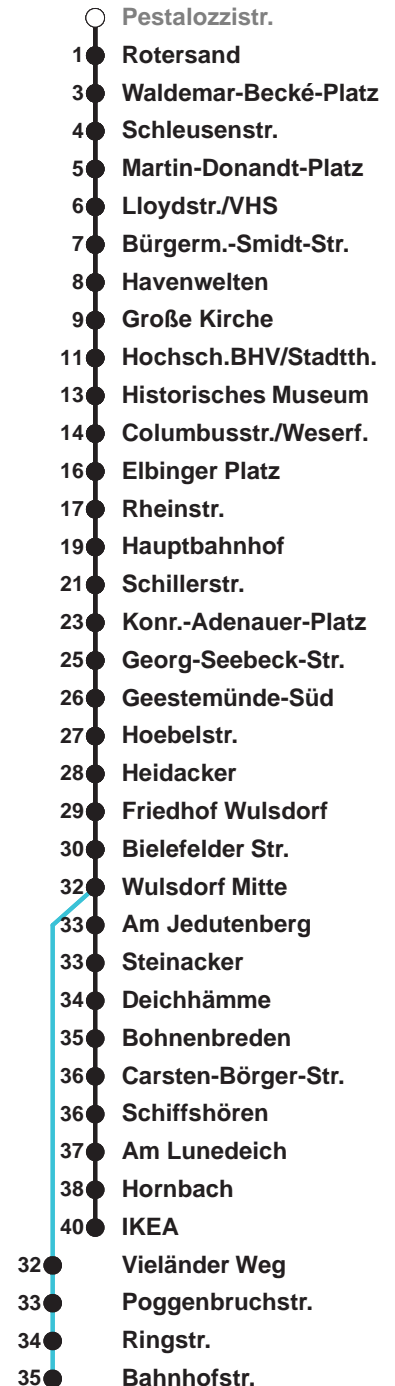 Pestalozzistr.
1 Rotersand
3 Waldemar-Becké-Platz
4 Schleusenstr.
5 Martin-Donandt-Platz
6 Lloydstr./VHS
7 Bürgerm.-Smidt-Str.
8 Havenwelten
9 Große Kirche
11 Hochsch.BHV/Stadtth.
13 Historisches Museum
14 Columbusstr./Weserf.
16 Elbinger Platz
17 Rheinstr.
19 Hauptbahnhof
21 Schillerstr.
23 Konr.-Adenauer-Platz
25 Georg-Seebeck-Str.
26 Geestemünde-Süd
27 Hoebelstr.
28 Heidacker
29 Friedhof Wulsdorf
30 Bielefelder Str.
32 Wulsdorf Mitte
33 Am Jedutenberg
33 Steinacker
34 Deichhämme
35 Bohnenbreden
36 Carsten-Börger-Str.
36 Schiffshören
37 Am Lunedeich
38 Hornbach
40 IKEA
32 Vieländer Weg
33 Poggenbruchstr.
34 Ringstr.
35 Bahnhofstr.